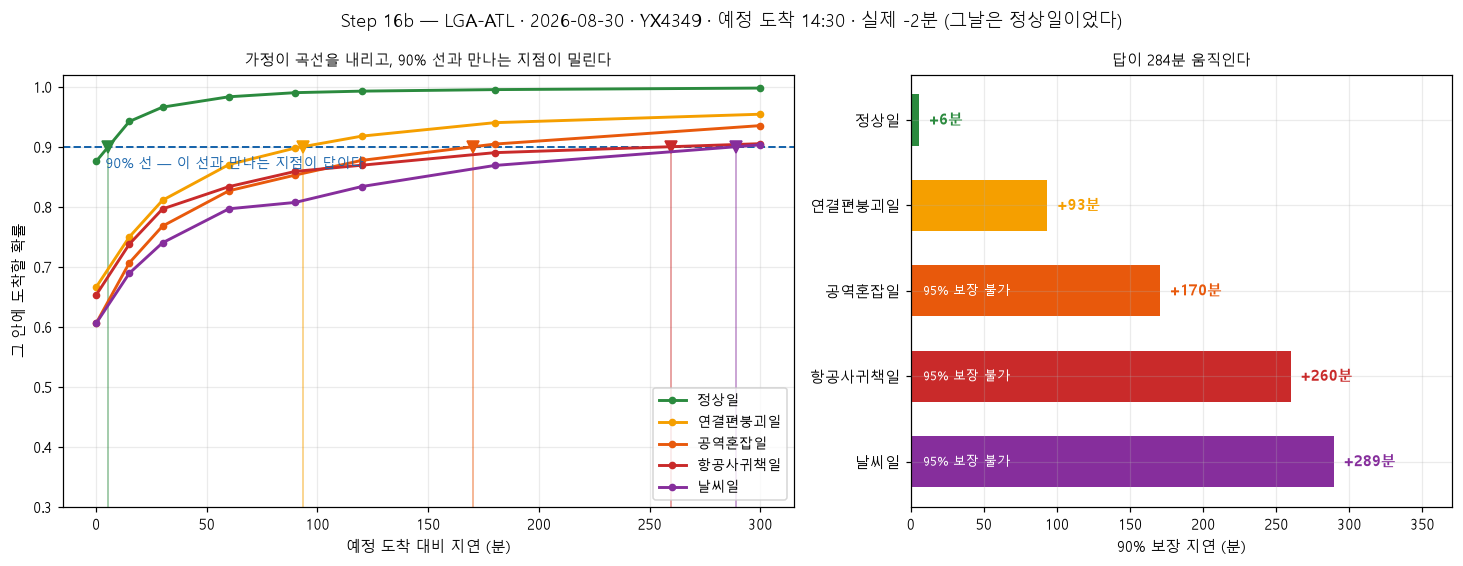 Step 16b — LGA-ATL · 2026-08-30 · YX4349 · 예정 도착 14:30 · 실제 -2분 (그날은 정상일이었다)
가정이 곡선을 내리고, 90% 선과 만나는 지점이 밀린다
그 안에 도착할 확률
1.0
0.9
0.8
0.7
0.6
0.5
0.4
0.3
90% 선 — 이 선과 만나는 지점이 답이다
정상일
연결편붕괴일
공역혼잡일
항공사귀책일
날씨일
0
50
100
150
200
250
300
예정 도착 대비 지연 (분)
답이 284분 움직인다
정상일
+6분
연결편붕괴일
+93분
공역혼잡일
95% 보장 불가
+170분
항공사귀책일
95% 보장 불가
+260분
날씨일
95% 보장 불가
+289분
0
50
100
150
200
250
300
350
90% 보장 지연 (분)